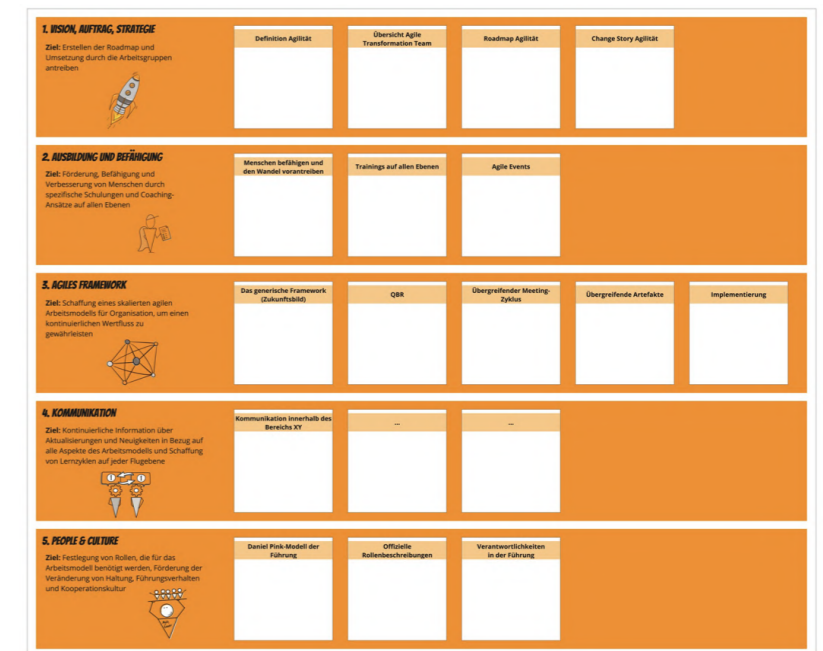 1. VISION, AUFTRAG, STRATEGIE
Ziel: Erstellen der Roadmap und
Umsetzung durch die Arbeitsgruppen
antreiben
Definition Agilität
Übersicht Agile
Transformation Team
Roadmap Agilität
Change Story Agilität
2. AUSBILDUNG UND BEFÄHIGUNG
Ziel: Förderung, Befähigung und
Verbesserung von Menschen durch
spezifische Schulungen und Coaching-
Ansätze auf allen Ebenen
Menschen befähigen und
den Wandel vorantreiben
Trainings auf allen Ebenen
Agile Events
3. AGILES FRAMEWORK
Ziel: Schaffung eines skalierten agilen
Arbeitsmodells für Organisation, um einen
kontinuierlichen Wertfluss zu
gewährleisten
Das generische Framework
(Zukunftsbild)
QBR
Übergreifender Meeting-
Zyklus
Übergreifende Artefakte
Implementierung
4. KOMMUNIKATION
Ziel: Kontinuierliche Information über
Aktualisierungen und Neuigkeiten in Bezug auf
alle Aspekte des Arbeitsmodells und Schaffung
von Lernzyklen auf jeder Flugebene
Kommunikation innerhalb des
Bereichs XY
...
...
5. PEOPLE & CULTURE
Ziel: Festlegung von Rollen, die für das
Arbeitsmodell benötigt werden, Förderung der
Veränderung von Haltung, Führungsverhalten
und Kooperationskultur
Daniel Pink-Modell der
Führung
Offizielle
Rollenbeschreibungen
Verantwortlichkeiten
in der Führung